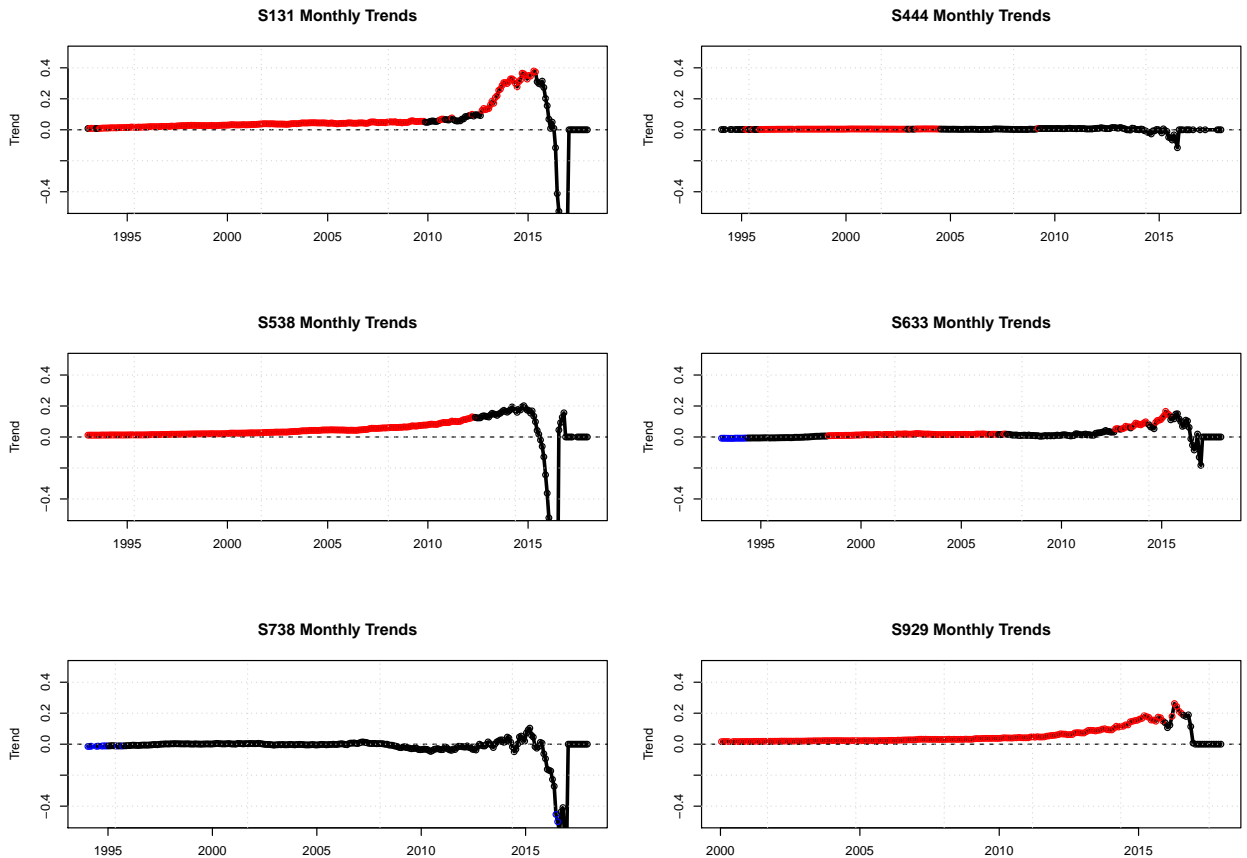 S131 Monthly Trends
Trend
0.4
0.2
0.0
−0.4
1995 2000 2005 2010 2015
S444 Monthly Trends
Trend
0.4
0.2
0.0
−0.4
1995 2000 2005 2010 2015
S538 Monthly Trends
Trend
0.4
0.2
0.0
−0.4
1995 2000 2005 2010 2015
S633 Monthly Trends
Trend
0.4
0.2
0.0
−0.4
1995 2000 2005 2010 2015
S738 Monthly Trends
Trend
0.4
0.2
0.0
−0.4
1995 2000 2005 2010 2015
S929 Monthly Trends
Trend
0.4
0.2
0.0
−0.4
2000 2005 2010 2015